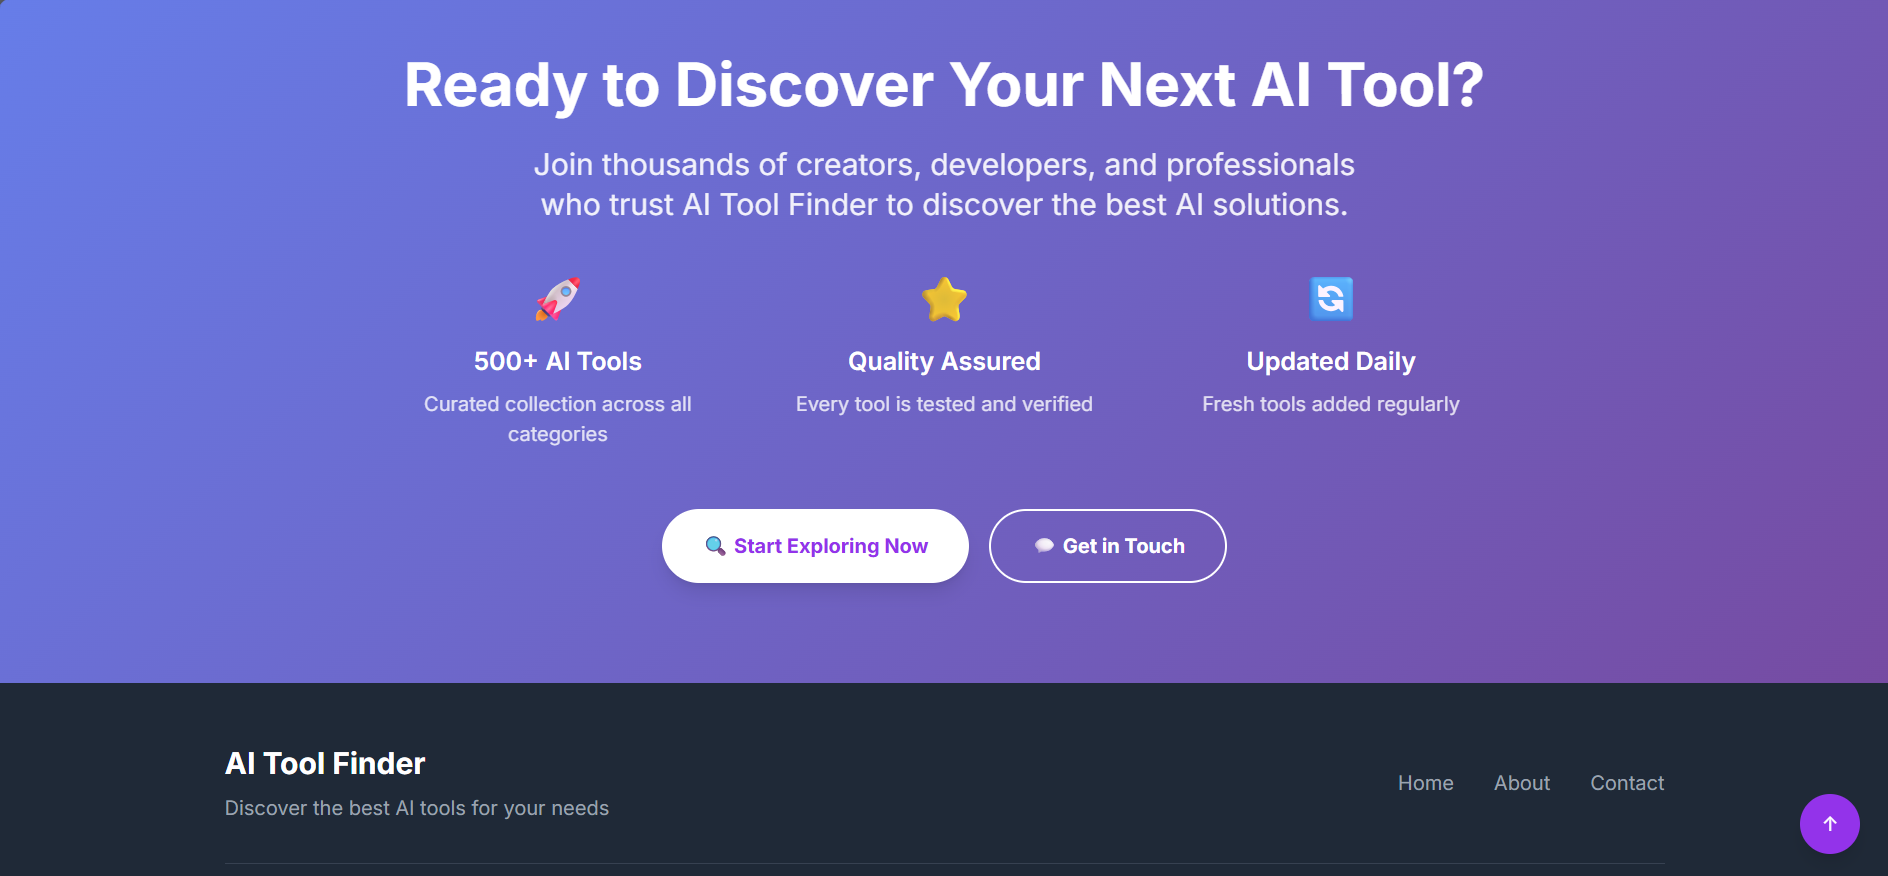 Ready to Discover Your Next AI Tool?
Join thousands of creators, developers, and professionals
who trust AI Tool Finder to discover the best AI solutions.
500+ AI Tools
Curated collection across all
categories
Quality Assured
Every tool is tested and verified
Updated Daily
Fresh tools added regularly
Start Exploring Now
Get in Touch
AI Tool Finder
Discover the best AI tools for your needs
Home
About
Contact